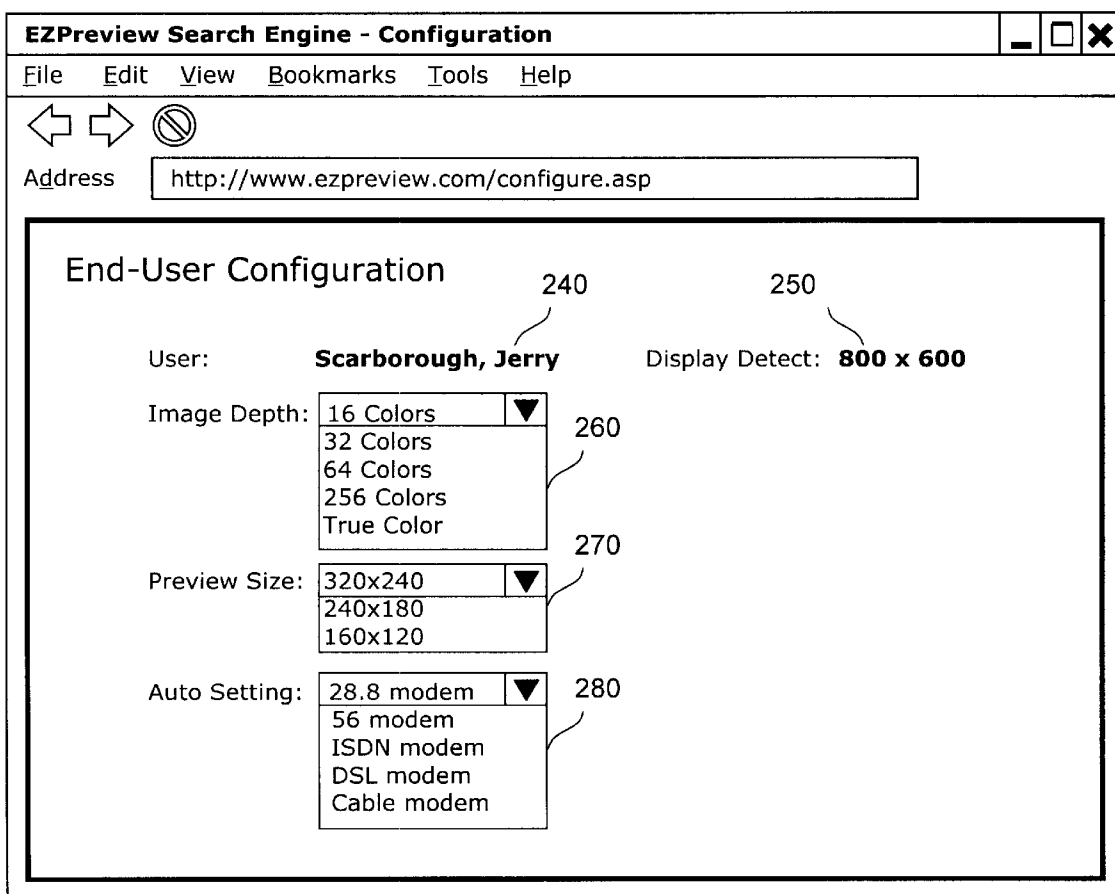 EZPreview Search Engine - Configuration
File Edit View Bookmarks Tools Help
Address http://www.ezpreview.com/configure.asp
End-User Configuration
240 250
User: Scarborough, Jerry Display Detect: 800 x 600
Image Depth: 16 Colors
260
32 Colors
64 Colors
256 Colors
True Color
270
Preview Size: 320x240
240x180
160x120
Auto Setting: 28.8 modem 280
56 modem
ISDN modem
DSL modem
Cable modem